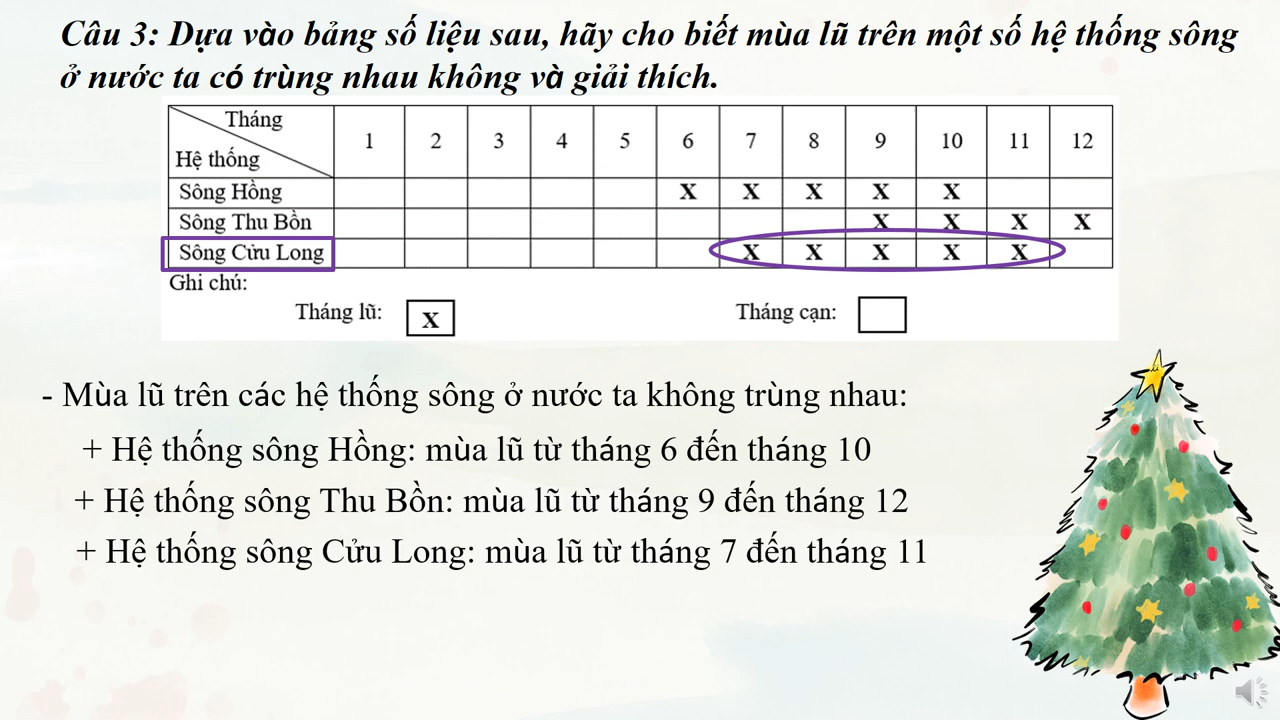 Câu 3: Dựa vào bảng số liệu sau, hãy cho biết mùa lũ trên một số hệ thống sông
ở nước ta có trùng nhau không và giải thích.
Tháng
Hệ thống
1 2 3 4 5 6 7 8 9 10 11 12
Sông Hồng X X X X X
Sông Thu Bồn X X X X
Sông Cửu Long X X X X X
Ghi chú:
Tháng lũ: X Tháng cạn:
- Mùa lũ trên các hệ thống sông ở nước ta không trùng nhau:
+ Hệ thống sông Hồng: mùa lũ từ tháng 6 đến tháng 10
+ Hệ thống sông Thu Bồn: mùa lũ từ tháng 9 đến tháng 12
+ Hệ thống sông Cửu Long: mùa lũ từ tháng 7 đến tháng 11